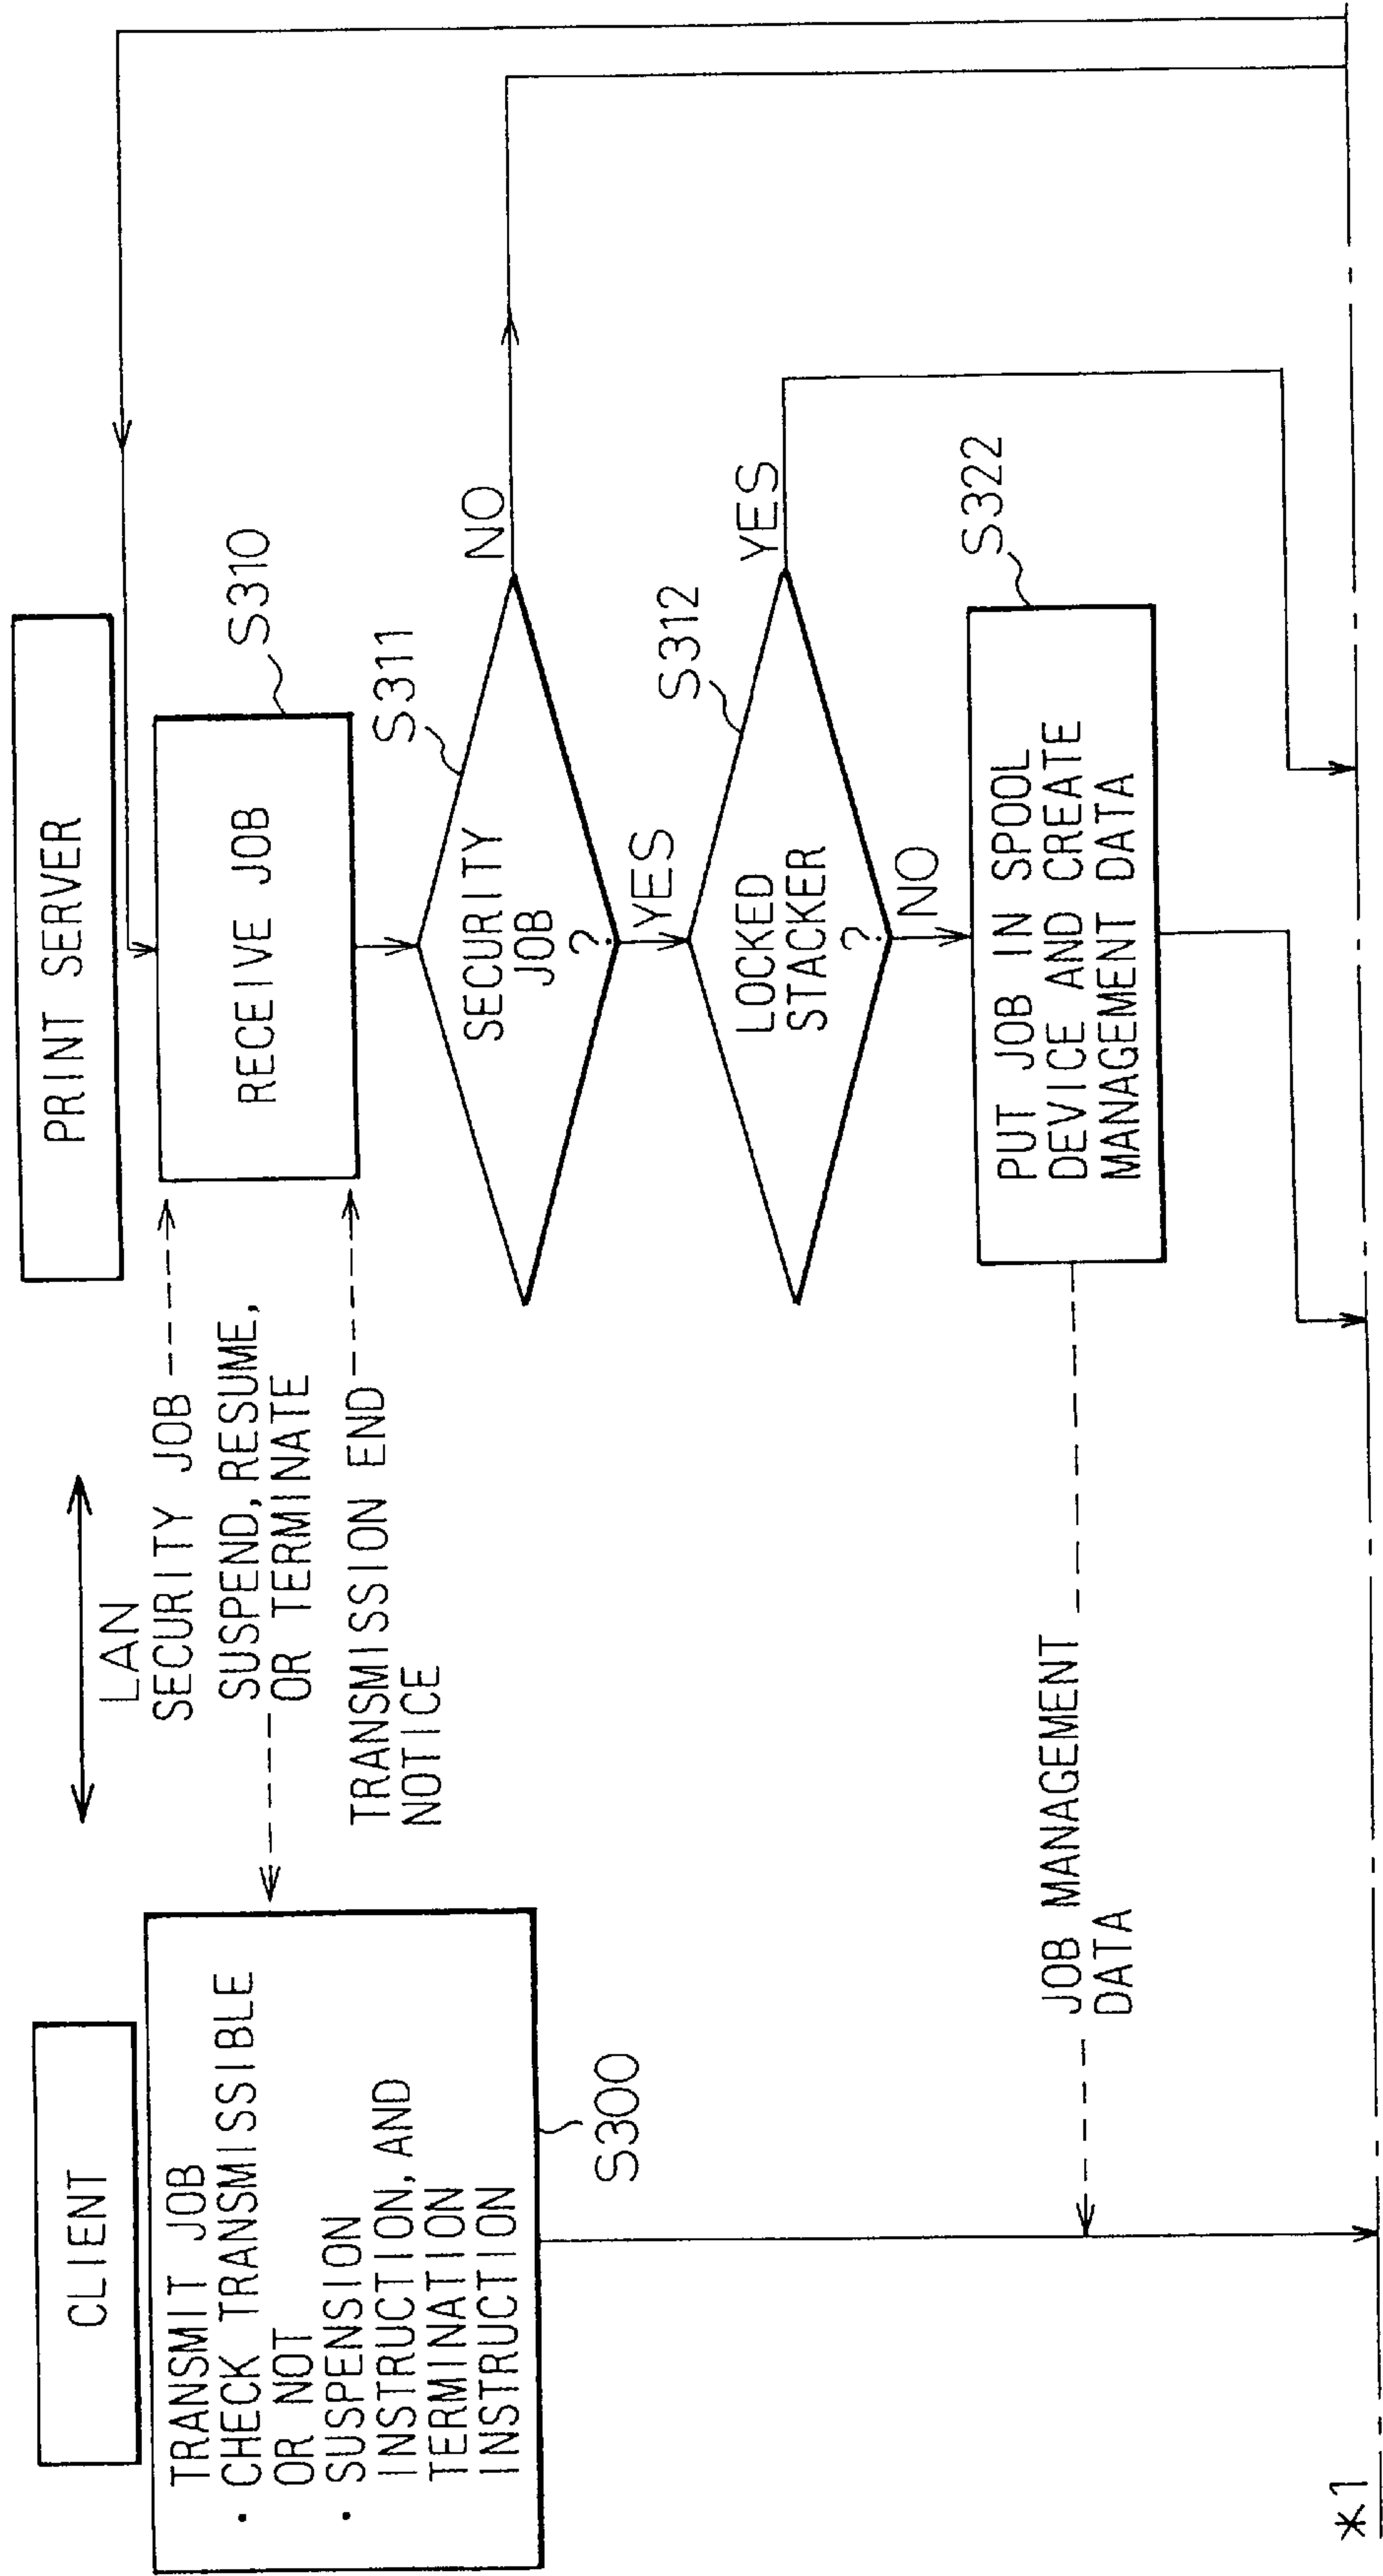 CLIENT
TRANSMIT JOB
· CHECK TRANSMISSIBLE
OR NOT
· SUSPENSION
INSTRUCTION, AND
TERMINATION
INSTRUCTION
S300
LAN
SECURITY JOB
SUSPEND, RESUME,
OR TERMINATE
TRANSMISSION END
NOTICE
JOB MANAGEMENT
DATA
PRINT SERVER
RECEIVE JOB
S310
SECURITY
JOB
?
S311
NO
YES
LOCKED
STACKER
?
S312
YES
NO
PUT JOB IN SPOOL
DEVICE AND CREATE
MANAGEMENT DATA
S322
*1